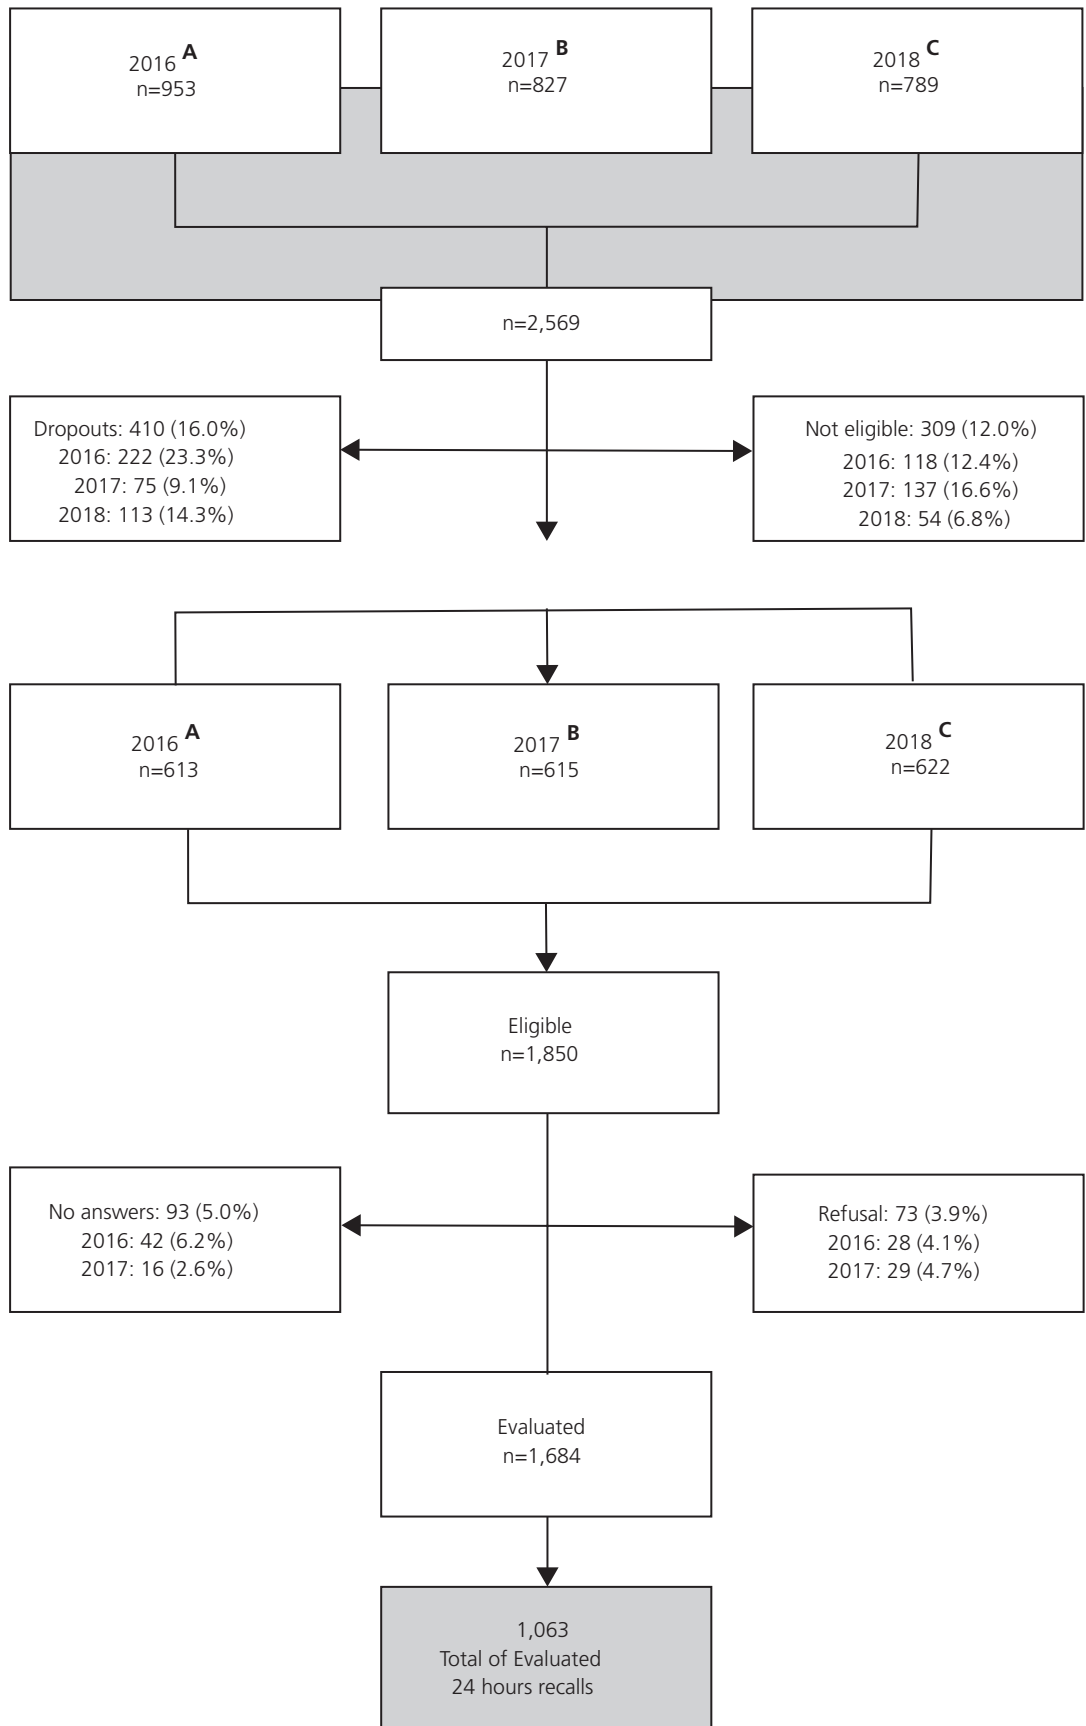 2016 A
n=953
2017 B
n=827
2018 C
n=789
n=2,569
Dropouts: 410 (16.0%)
2016: 222 (23.3%)
2017: 75 (9.1%)
2018: 113 (14.3%)
Not eligible: 309 (12.0%)
2016: 118 (12.4%)
2017: 137 (16.6%)
2018: 54 (6.8%)
2016 A
n=613
2017 B
n=615
2018 C
n=622
Eligible
n=1,850
No answers: 93 (5.0%)
2016: 42 (6.2%)
2017: 16 (2.6%)
Refusal: 73 (3.9%)
2016: 28 (4.1%)
2017: 29 (4.7%)
Evaluated
n=1,684
1,063
Total of Evaluated
24 hours recalls